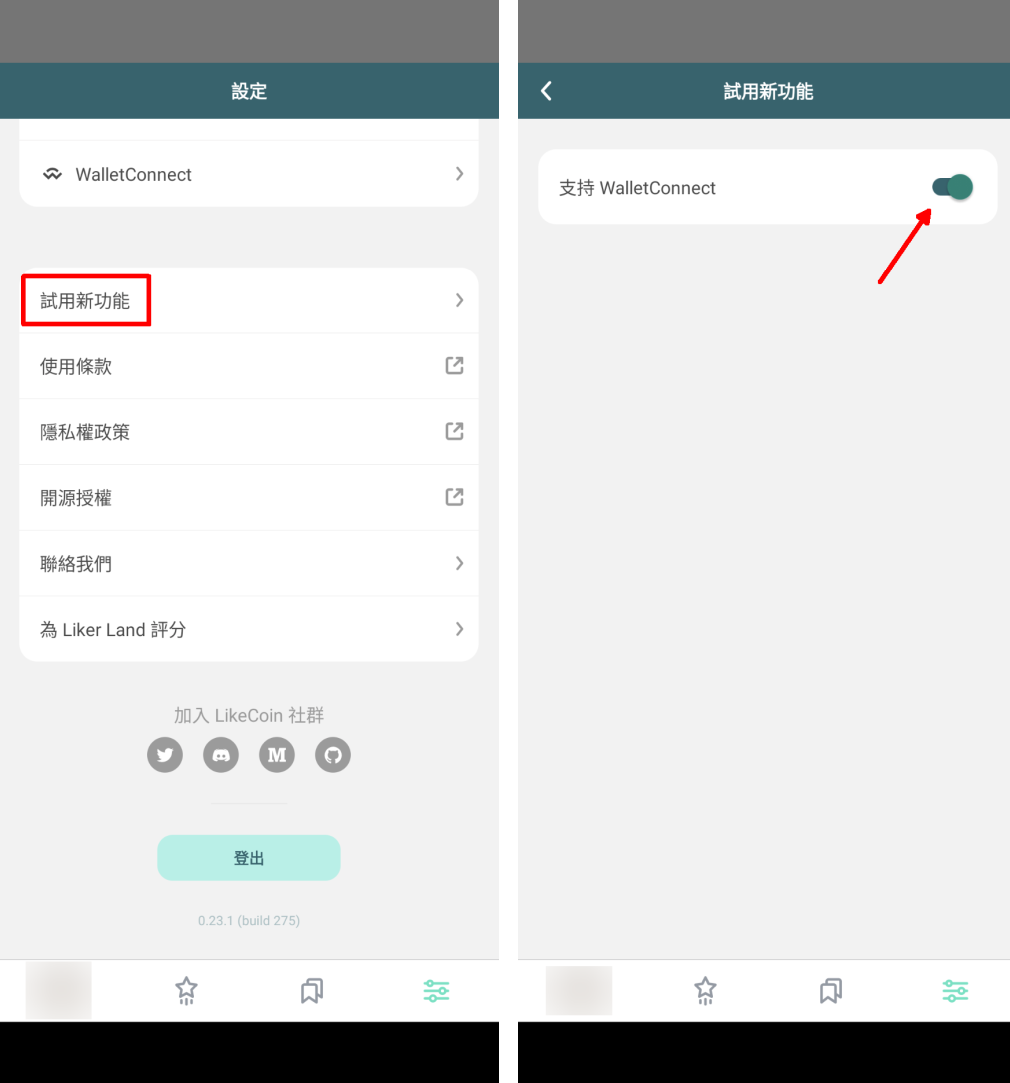 設定
WalletConnect
試用新功能
使用條款
隱私權政策
開源授權
聯絡我們
為 Liker Land 評分
加入 LikeCoin 社群
M
登出
0.23.1 (build 275)
試用新功能
支持 WalletConnect